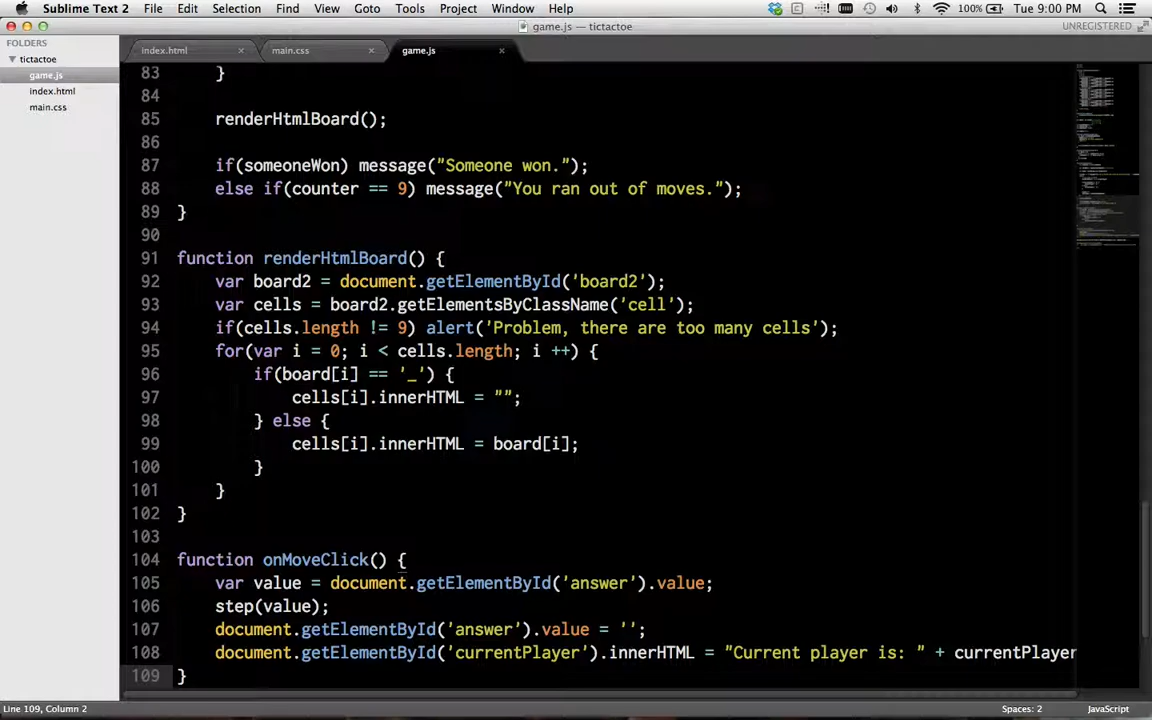 Sublime Text 2 File Edit Selection Find View Goto Tools Project Window Help 100% Tue 9:00 PM
game.js — tictactoe UNREGISTERED
FOLDERS
tictactoe
game.js
index.html
main.css
index.html × main.css × game.js ×
83 }
84
85 renderHtmlBoard();
86
87 if(someoneWon) message("Someone won.");
88 else if(counter == 9) message("You ran out of moves.");
89 }
90
91 function renderHtmlBoard() {
92 var board2 = document.getElementById('board2');
93 var cells = board2.getElementsByClassName('cell');
94 if(cells.length != 9) alert('Problem, there are too many cells');
95 for(var i = 0; i < cells.length; i ++) {
96 if(board[i] == '_') {
97 cells[i].innerHTML = "";
98 } else {
99 cells[i].innerHTML = board[i];
100 }
101 }
102 }
103
104 function onMoveClick() {
105 var value = document.getElementById('answer').value;
106 step(value);
107 document.getElementById('answer').value = '';
108 document.getElementById('currentPlayer').innerHTML = "Current player is: " + currentPlayer
109 }
Line 109, Column 2 Spaces: 2 JavaScript